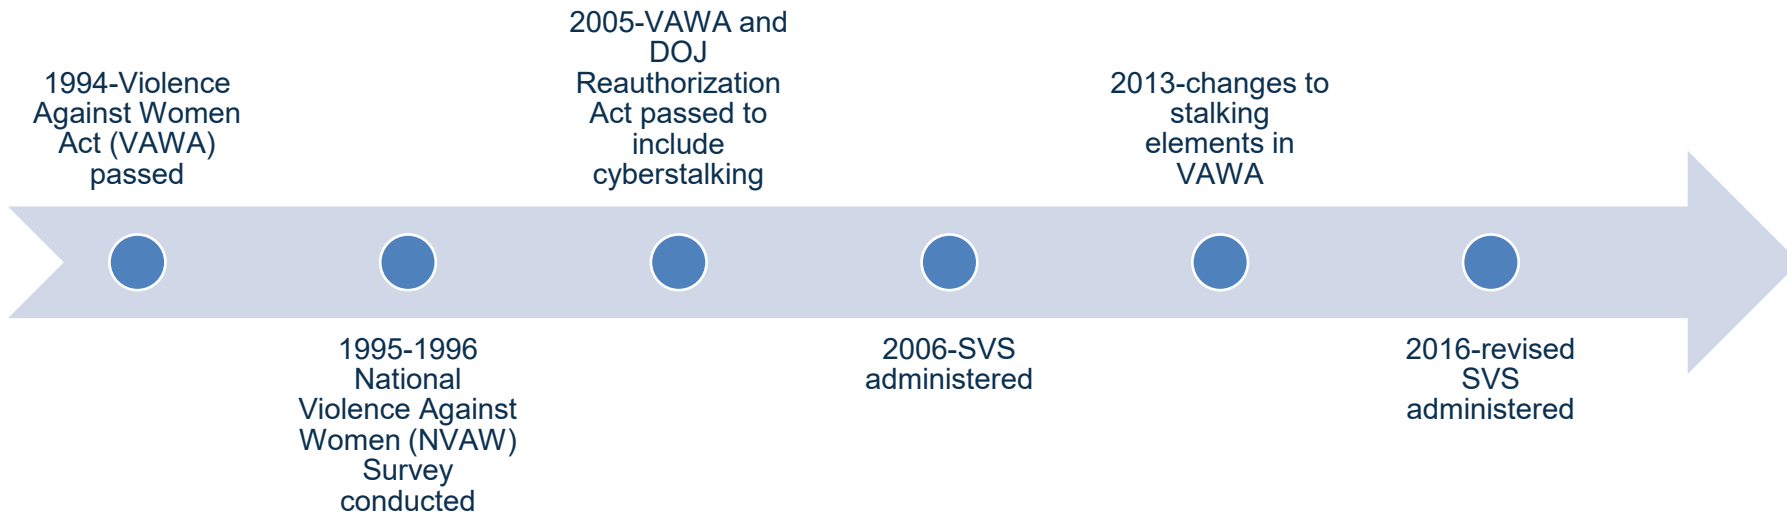 1994-Violence
Against Women
Act (VAWA)
passed
1995-1996
National
Violence Against
Women (NVAW)
Survey
conducted
2005-VAWA and
DOJ
Reauthorization
Act passed to
include
cyberstalking
2006-SVS
administered
2013-changes to
stalking
elements in
VAWA
2016-revised
SVS
administered